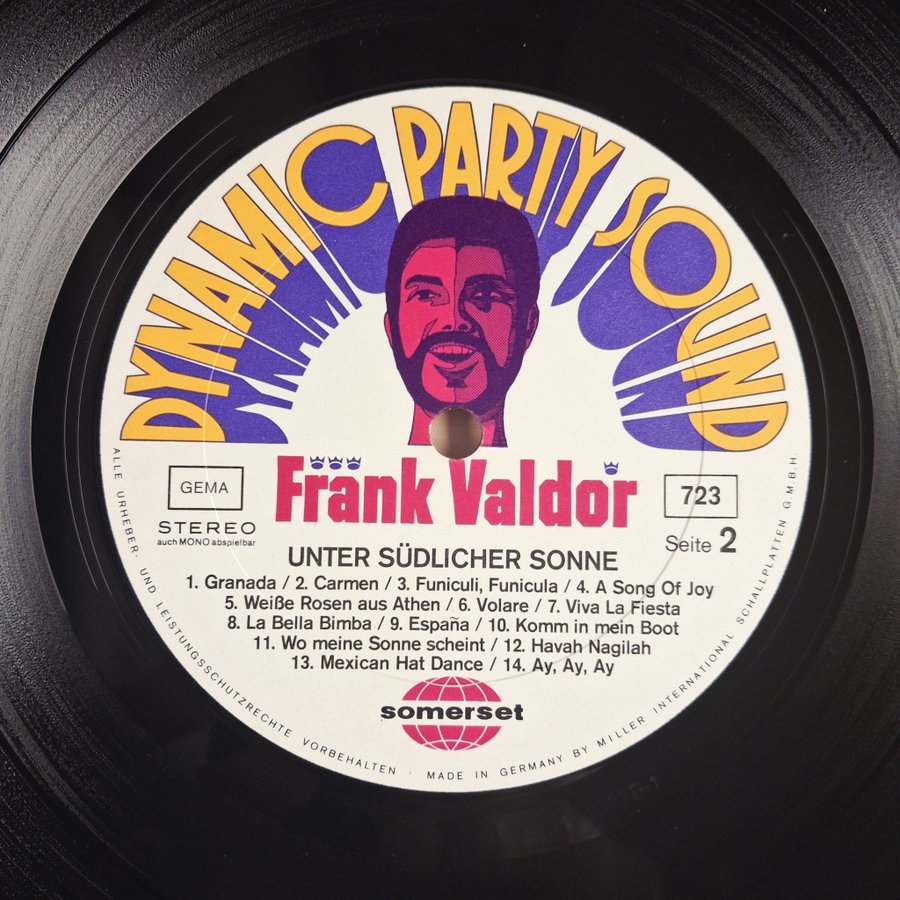 DYNAMIC PARTY SOUND
Frank Valdor
GEMA
STEREO
auch MONO abspielbar
723
Seite 2
UNTER SÜDLICHER SONNE
1. Granada / 2. Carmen / 3. Funiculi, Funicula / 4. A Song Of Joy
5. Weiße Rosen aus Athen / 6. Volare / 7. Viva La Fiesta
8. La Bella Bimba / 9. España / 10. Komm in mein Boot
11. Wo meine Sonne scheint / 12. Havah Nagilah
13. Mexican Hat Dance / 14. Ay, Ay, Ay
somerset
ALLE URHEBER- UND LEISTUNGSSCHUTZRECHTE VORBEHALTEN · MADE IN GERMANY BY MILLER INTERNATIONAL SCHALLPLATTEN G.M.B.H.